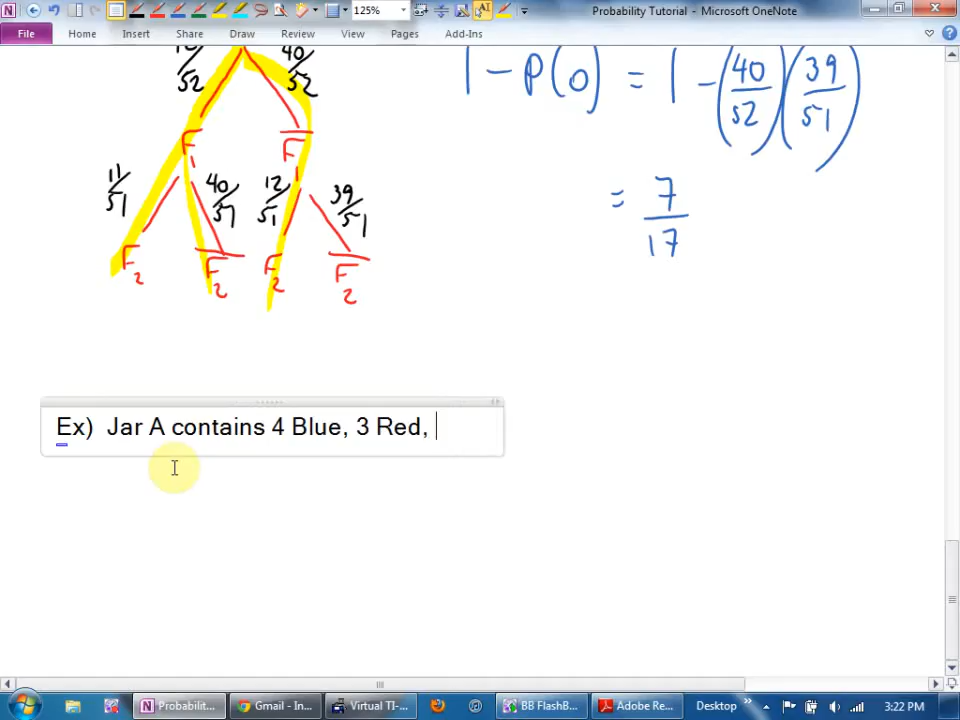 125%
Probability Tutorial - Microsoft OneNote
File Home Insert Draw Share Review View Pages Add-Ins
52
40/52
1 - P(0) = 1 - (40/52)(39/51)
F F
11/51 40/51 12/51 39/51
= 7/17
F2 F2 F2 F2
Ex) Jar A contains 4 Blue, 3 Red,
Probabilit... Gmail - In... Virtual TI-... BB FlashB... Adobe Re... Desktop 3:22 PM